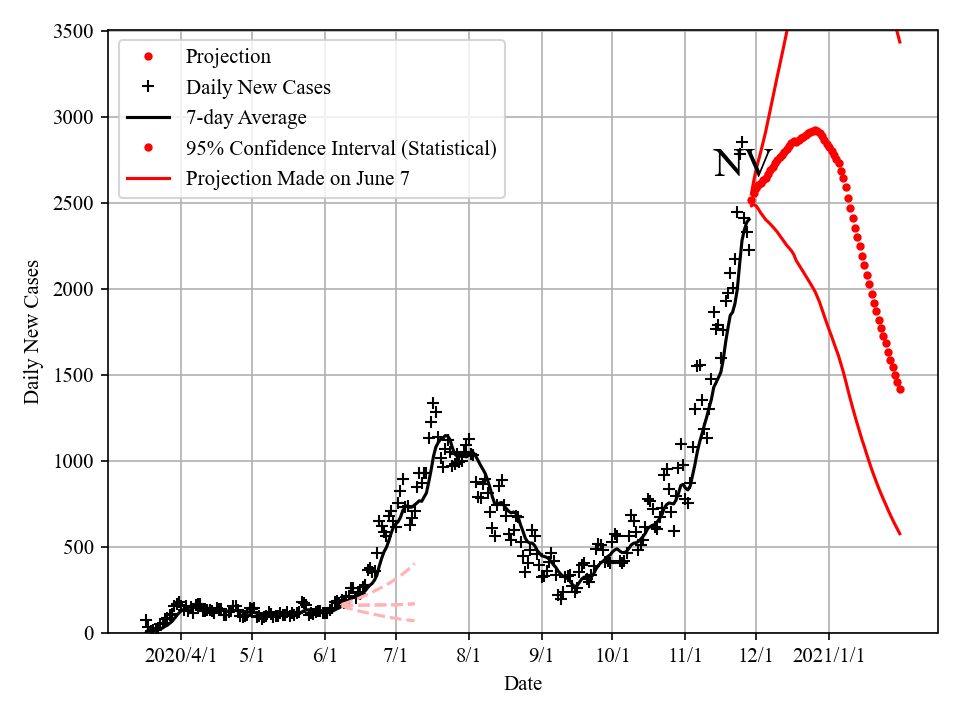 3500
3000
2500
2000
1500
1000
500
0
Daily New Cases
Projection
Daily New Cases
7-day Average
95% Confidence Interval (Statistical)
Projection Made on June 7
NV
2020/4/1 5/1 6/1 7/1 8/1 9/1 10/1 11/1 12/1 2021/1/1
Date